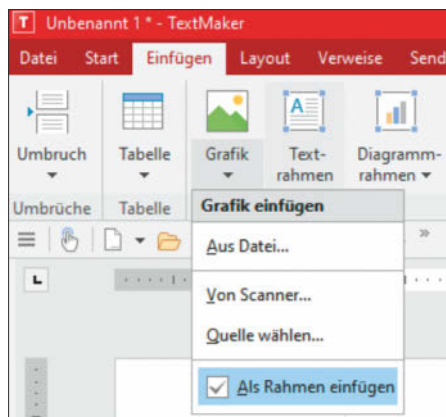 T Unbenannt 1 * - TextMaker
Datei Start Einfügen Layout Verweise Send
Umbruch Tabelle Grafik Text- Diagramm-
rahmen rahmen
Umbrüche Tabelle Grafik einfügen
Aus Datei...
Von Scanner...
Quelle wählen...
Als Rahmen einfügen